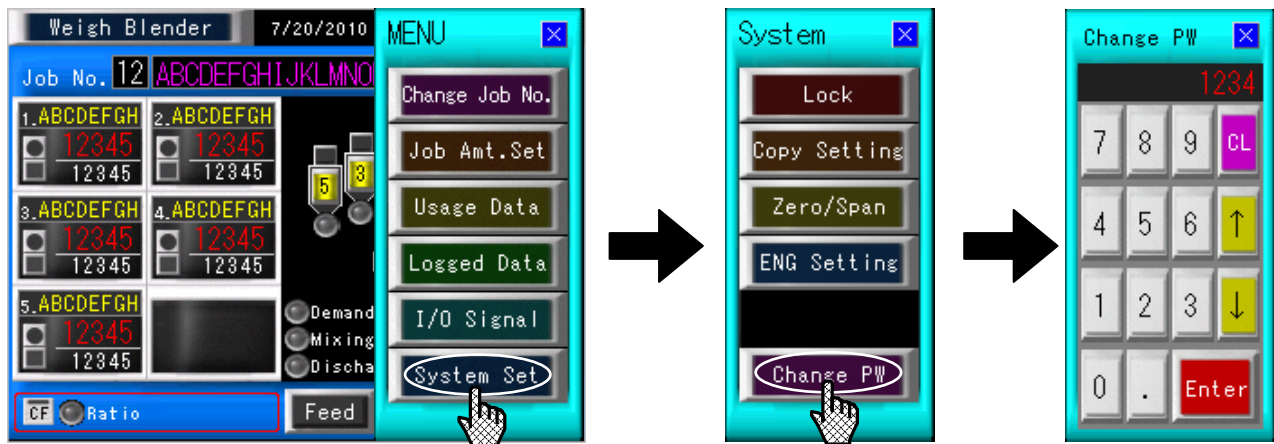 Weigh Blender 7/20/2010
Job No. 12 ABCDEFGHIJKLMNO
1.ABCDEFGH 2.ABCDEFGH
12345 12345
12345 12345
3.ABCDEFGH 4.ABCDEFGH
12345 12345
12345 12345
5.ABCDEFGH
12345
12345
5 3
Demand
Mixing
Discha
CF Ratio
Feed
MENU ×
Change Job No.
Job Amt.Set
Usage Data
Logged Data
I/O Signal
System Set
System ×
Lock
Copy Setting
Zero/Span
ENG Setting
Change PW
Change PW ×
1234
7 8 9 CL
4 5 6 ↑
1 2 3 ↓
0 . Enter